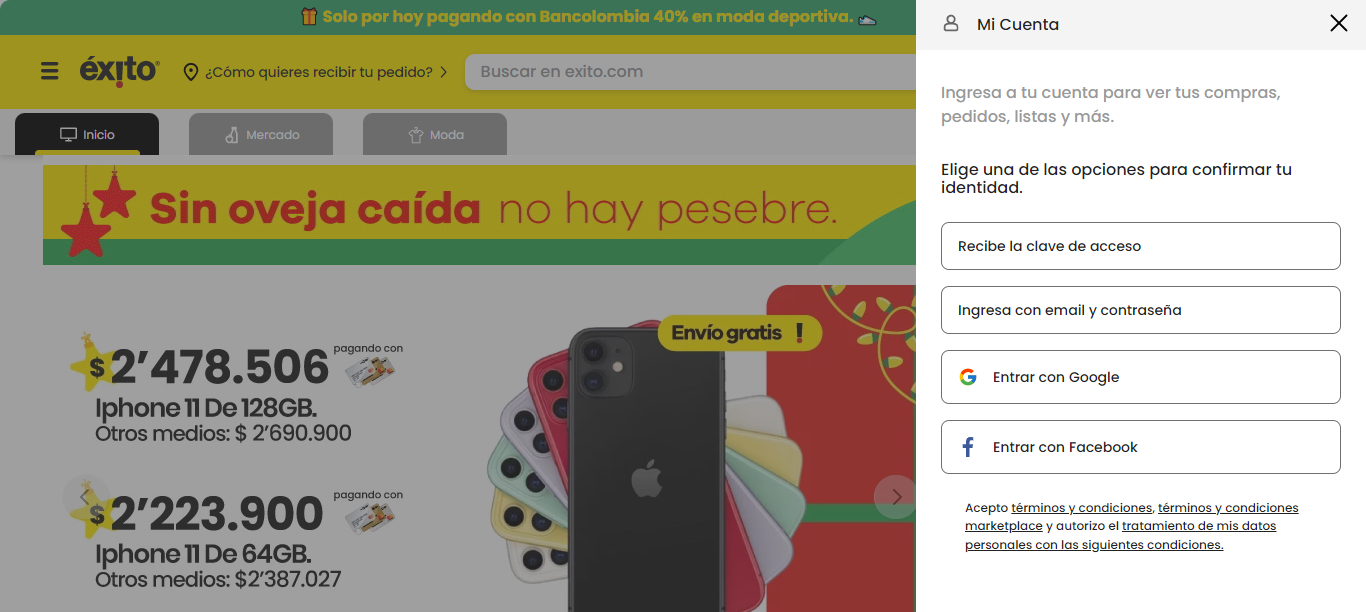 Solo por hoy pagando con Bancolombia 40% en moda deportiva.
éxito
¿Cómo quieres recibir tu pedido?
Buscar en exito.com
Inicio
Mercado
Moda
Sin oveja caída no hay pesebre.
Envío gratis !
$2’478.506
pagando con
Iphone 11 De 128GB.
Otros medios: $ 2’690.900
$2’223.900
pagando con
Iphone 11 De 64GB.
Otros medios: $2’387.027
Mi Cuenta
Ingresa a tu cuenta para ver tus compras,
pedidos, listas y más.
Elige una de las opciones para confirmar tu
identidad.
Recibe la clave de acceso
Ingresa con email y contraseña
Entrar con Google
Entrar con Facebook
Acepto términos y condiciones, términos y condiciones
marketplace y autorizo el tratamiento de mis datos
personales con las siguientes condiciones.